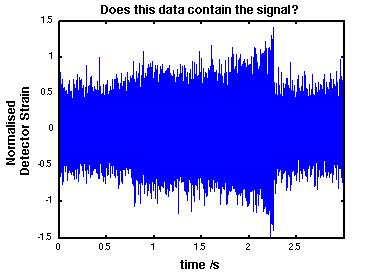 Does this data contain the signal?
1.5
1
0.5
0
-0.5
-1
-1.5
Normalised
Detector Strain
0 0.5 1 1.5 2 2.5
time /s